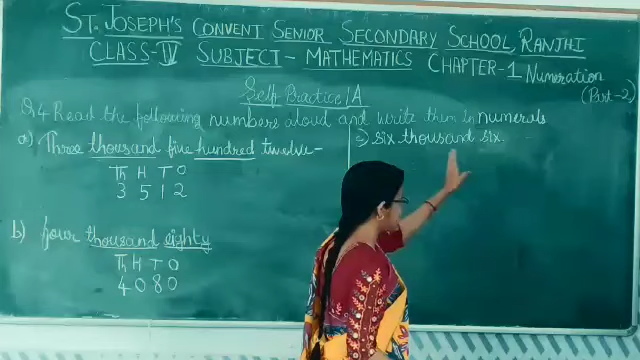 ST. JOSEPH'S CONVENT SENIOR SECONDARY SCHOOL, RANJHI
CLASS-IV SUBJECT - MATHEMATICS CHAPTER-1 NUMERATION
(Part-2)
Self Practice 1A
Q.4 Read the following numbers aloud and write them in numerals
a) Three thousand five hundred twelve -
Th H T O
3 5 1 2
b) four thousand eighty
Th H T O
4 0 8 0
c) six thousand six.